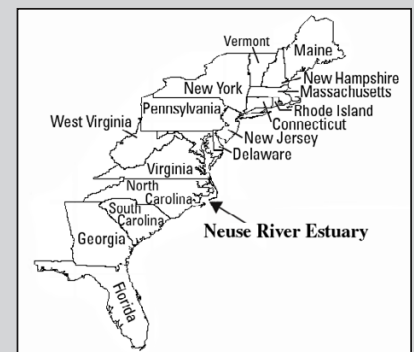 Vermont
Maine
New Hampshire
New York
Massachusetts
Rhode Island
Pennsylvania
Connecticut
West Virginia
New Jersey
Delaware
Virginia
North
Carolina
South
Carolina
Neuse River Estuary
Georgia
Florida